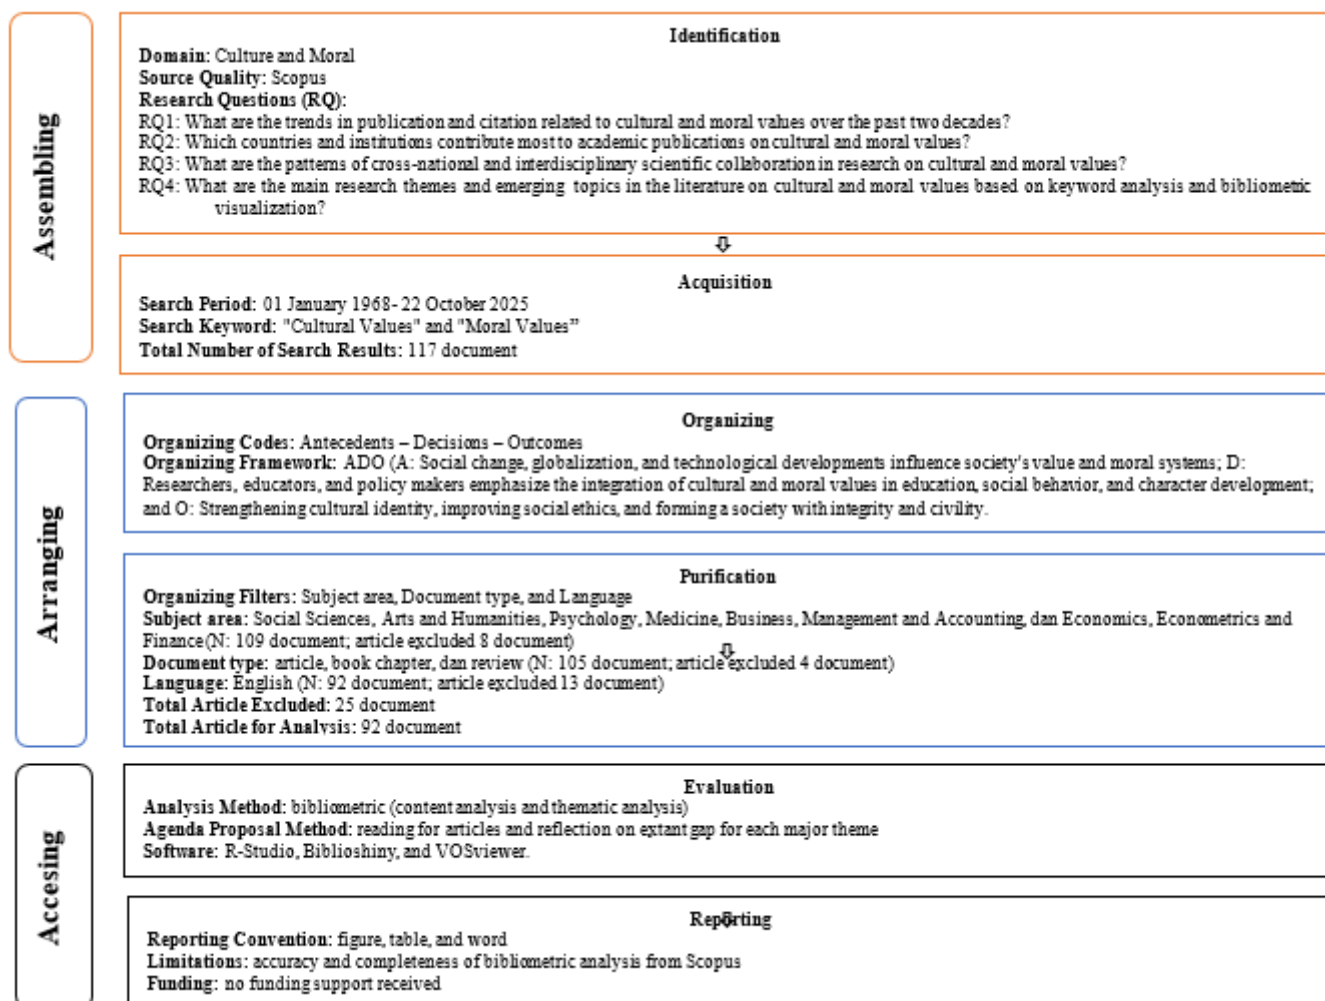 Assembling
Identification
Domain: Culture and Moral
Source Quality: Scopus
Research Questions (RQ):
RQ1: What are the trends in publication and citation related to cultural and moral values over the past two decades?
RQ2: Which countries and institutions contribute most to academic publications on cultural and moral values?
RQ3: What are the patterns of cross-national and interdisciplinary scientific collaboration in research on cultural and moral values?
RQ4: What are the main research themes and emerging topics in the literature on cultural and moral values based on keyword analysis and bibliometric
visualization?
Acquisition
Search Period: 01 January 1968- 22 October 2025
Search Keyword: "Cultural Values" and "Moral Values”
Total Number of Search Results: 117 document
Arranging
Organizing
Organizing Codes: Antecedents – Decisions – Outcomes
Organizing Framework: ADO (A: Social change, globalization, and technological developments influence society's value and moral systems; D:
Researchers, educators, and policy makers emphasize the integration of cultural and moral values in education, social behavior, and character development;
and O: Strengthening cultural identity, improving social ethics, and forming a society with integrity and civility.
Purification
Organizing Filters: Subject area, Document type, and Language
Subject area: Social Sciences, Arts and Humanities, Psychology, Medicine, Business, Management and Accounting, dan Economics, Econometrics and
Finance (N: 109 document; article excluded 8 document)
Document type: article, book chapter, dan review (N: 105 document; article excluded 4 document)
Language: English (N: 92 document; article excluded 13 document)
Total Article Excluded: 25 document
Total Article for Analysis: 92 document
Accesing
Evaluation
Analysis Method: bibliometric (content analysis and thematic analysis)
Agenda Proposal Method: reading for articles and reflection on extant gap for each major theme
Software: R-Studio, Biblioshiny, and VOSviewer.
Reporting
Reporting Convention: figure, table, and word
Limitations: accuracy and completeness of bibliometric analysis from Scopus
Funding: no funding support received